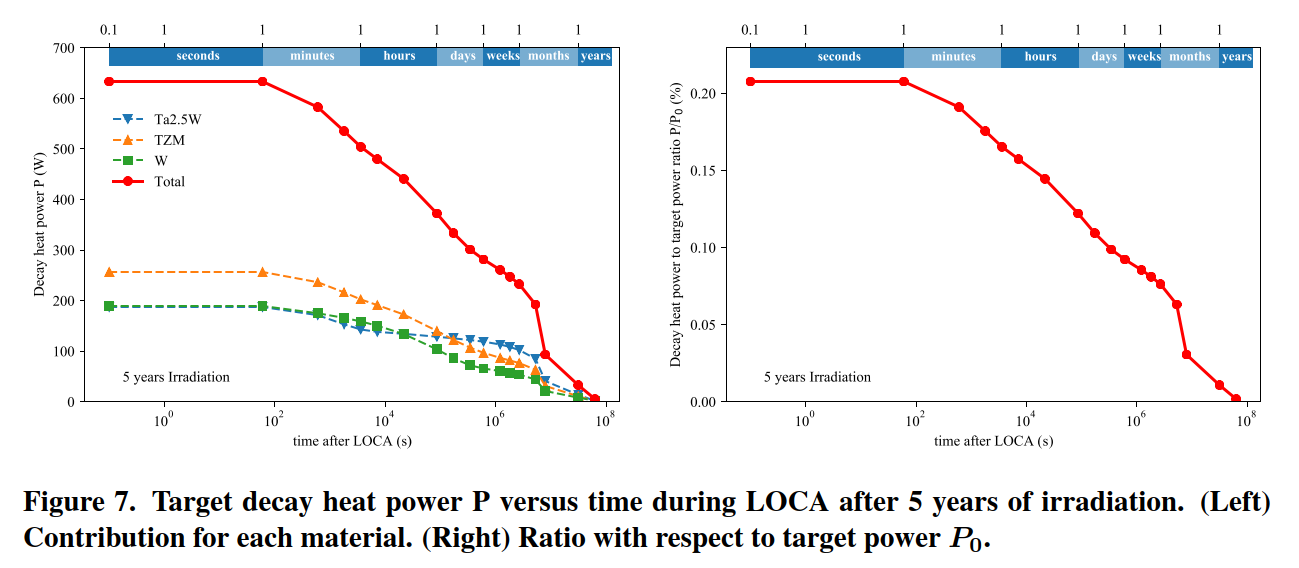 0.1 1 1 1 1 1 1 1
seconds minutes hours days weeks months years
700
600
500
400
300
200
100
0
Decay heat power P (W)
Ta2.5W
TZM
W
Total
5 years Irradiation
10^0 10^2 10^4 10^6 10^8
time after LOCA (s)
0.1 1 1 1 1 1 1 1
seconds minutes hours days weeks months years
0.20
0.15
0.10
0.05
0.00
Decay heat power to target power ratio P/P₀ (%)
5 years Irradiation
10^0 10^2 10^4 10^6 10^8
time after LOCA (s)
Figure 7. Target decay heat power P versus time during LOCA after 5 years of irradiation. (Left)
Contribution for each material. (Right) Ratio with respect to target power P₀.